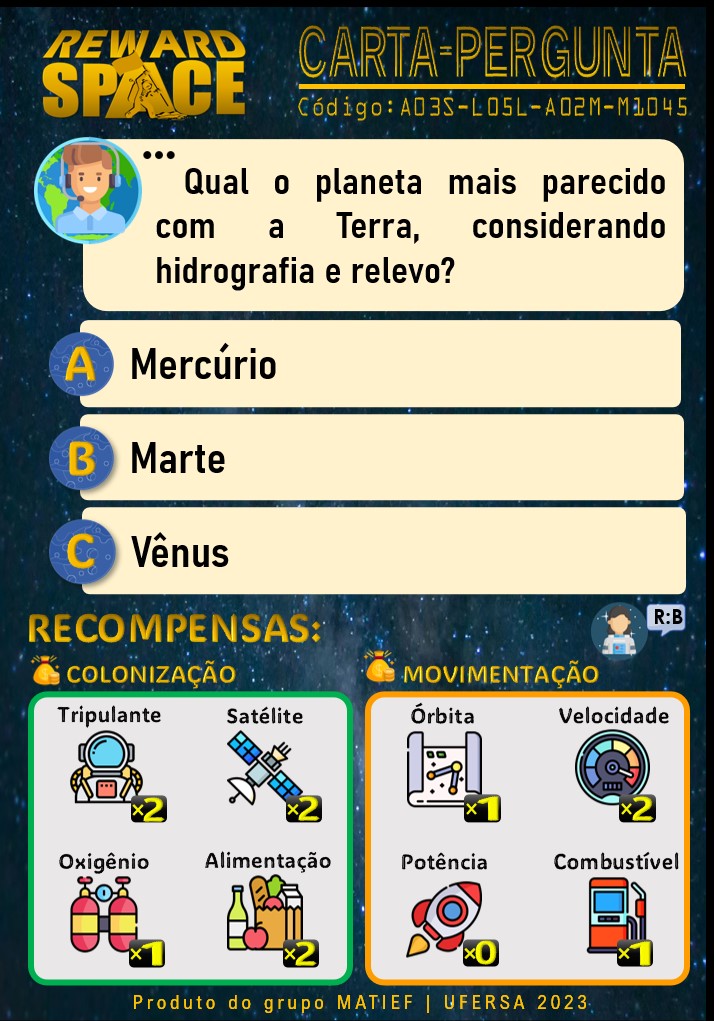 REWARD
SPACE
CARTA-PERGUNTA
Código:A03S-L05L-A02M-M1045
...
Qual o planeta mais parecido
com a Terra, considerando
hidrografia e relevo?
A Mercúrio
B Marte
C Vênus
R:B
RECOMPENSAS:
COLONIZAÇÃO
Tripulante
×2
Satélite
×2
Oxigênio
×1
Alimentação
×2
MOVIMENTAÇÃO
Órbita
×1
Velocidade
×2
Potência
×0
Combustível
×1
Produto do grupo MATIEF | UFERSA 2023